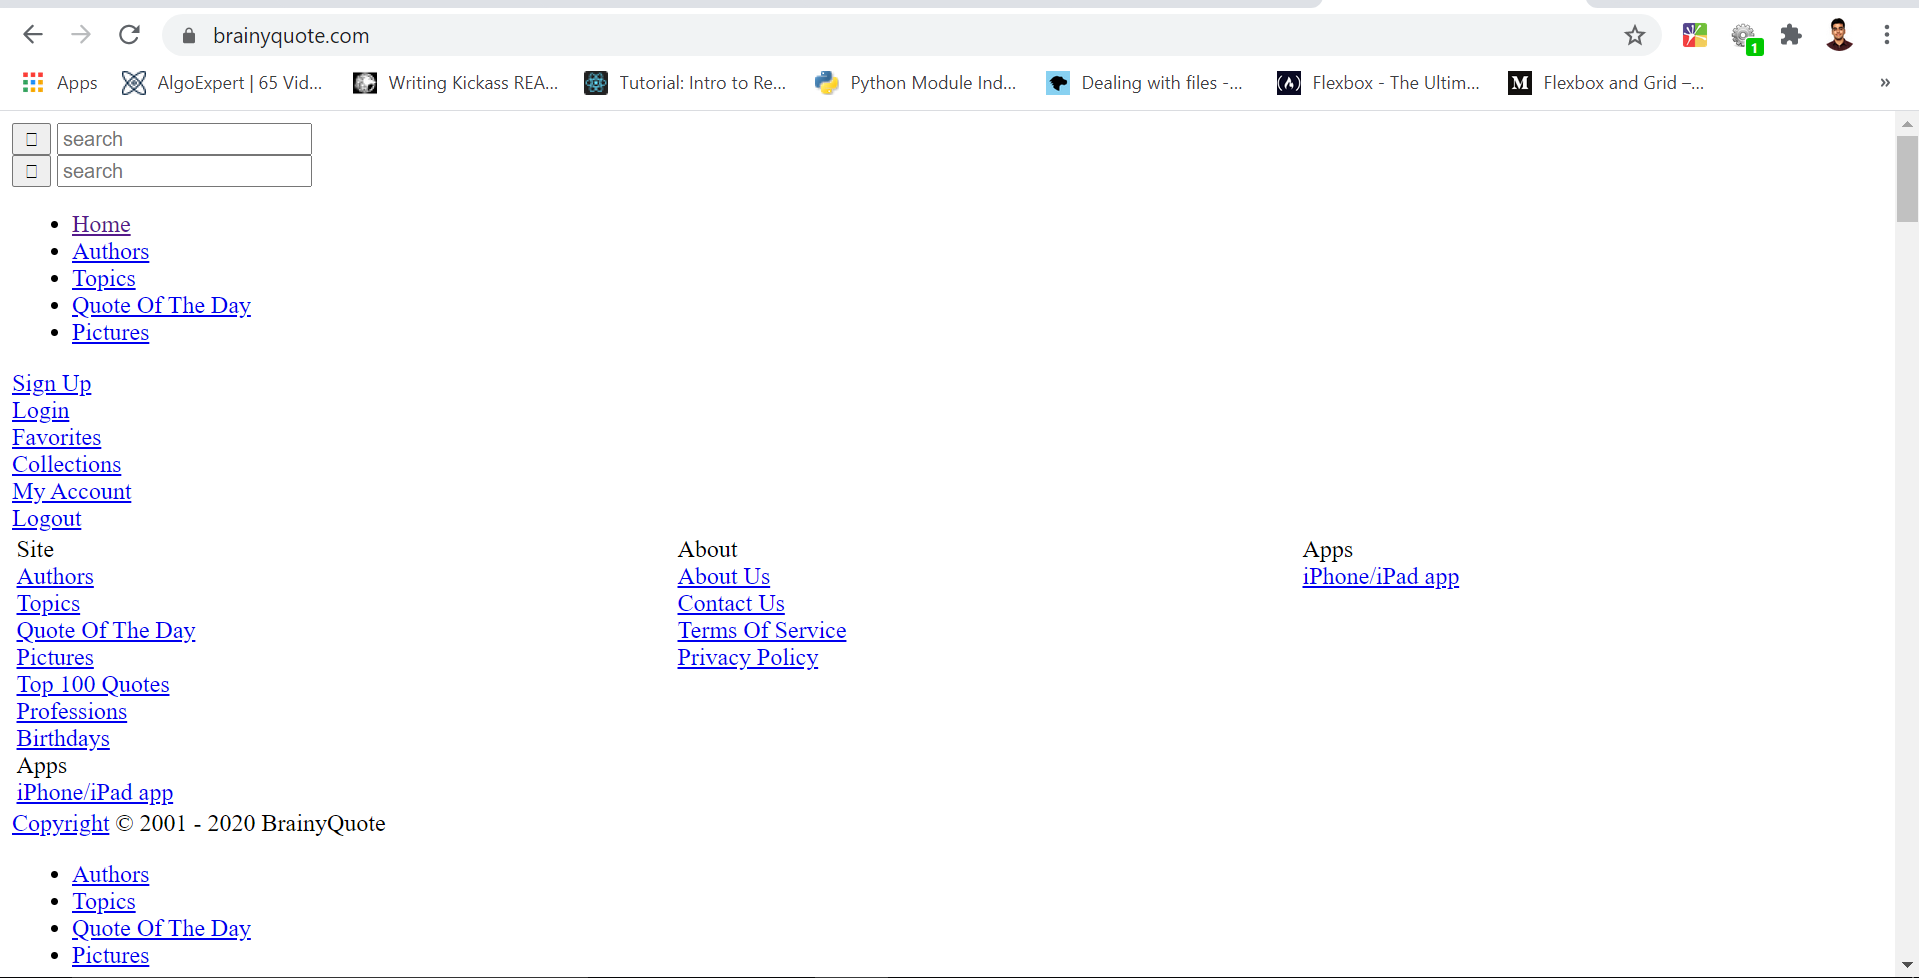 brainyquote.com
1
Apps
AlgoExpert | 65 Vid...
Writing Kickass REA...
Tutorial: Intro to Re...
Python Module Ind...
Dealing with files -...
Flexbox - The Ultim...
Flexbox and Grid –...
»
search
search
Home
Authors
Topics
Quote Of The Day
Pictures
Sign Up
Login
Favorites
Collections
My Account
Logout
Site
Authors
Topics
Quote Of The Day
Pictures
Top 100 Quotes
Professions
Birthdays
Apps
iPhone/iPad app
About
About Us
Contact Us
Terms Of Service
Privacy Policy
Apps
iPhone/iPad app
Copyright © 2001 - 2020 BrainyQuote
Authors
Topics
Quote Of The Day
Pictures